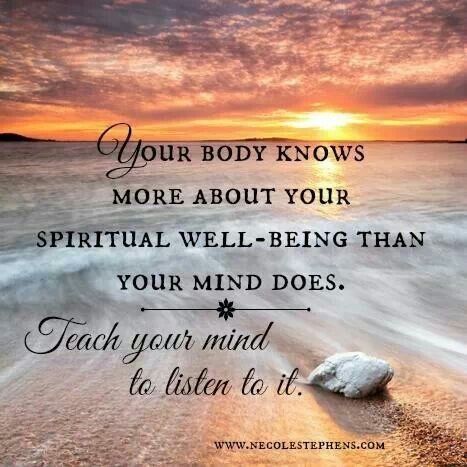 Your body knows
more about your
spiritual well-being than
your mind does.
Teach your mind
to listen to it.
www.necolestephens.com